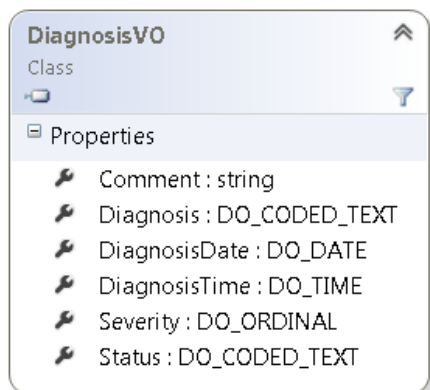 DiagnosisVO
Class
Properties
Comment : string
Diagnosis : DO_CODED_TEXT
DiagnosisDate : DO_DATE
DiagnosisTime : DO_TIME
Severity : DO_ORDINAL
Status : DO_CODED_TEXT